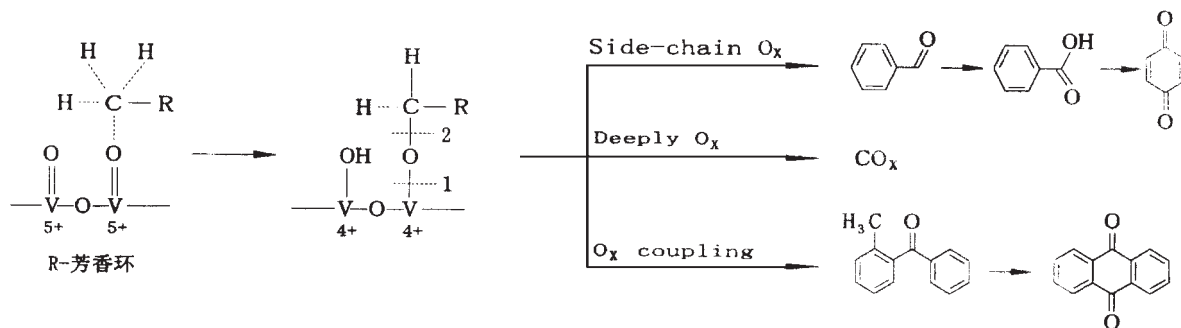 H H
H C R
O O
V O V
5+ 5+
R-芳香环
H
H C R
2
OH O
1
V O V
4+ 4+
Side-chain Ox
O
OH
O
O
O
Deeply Ox
COx
Ox coupling
H3C O
O
O